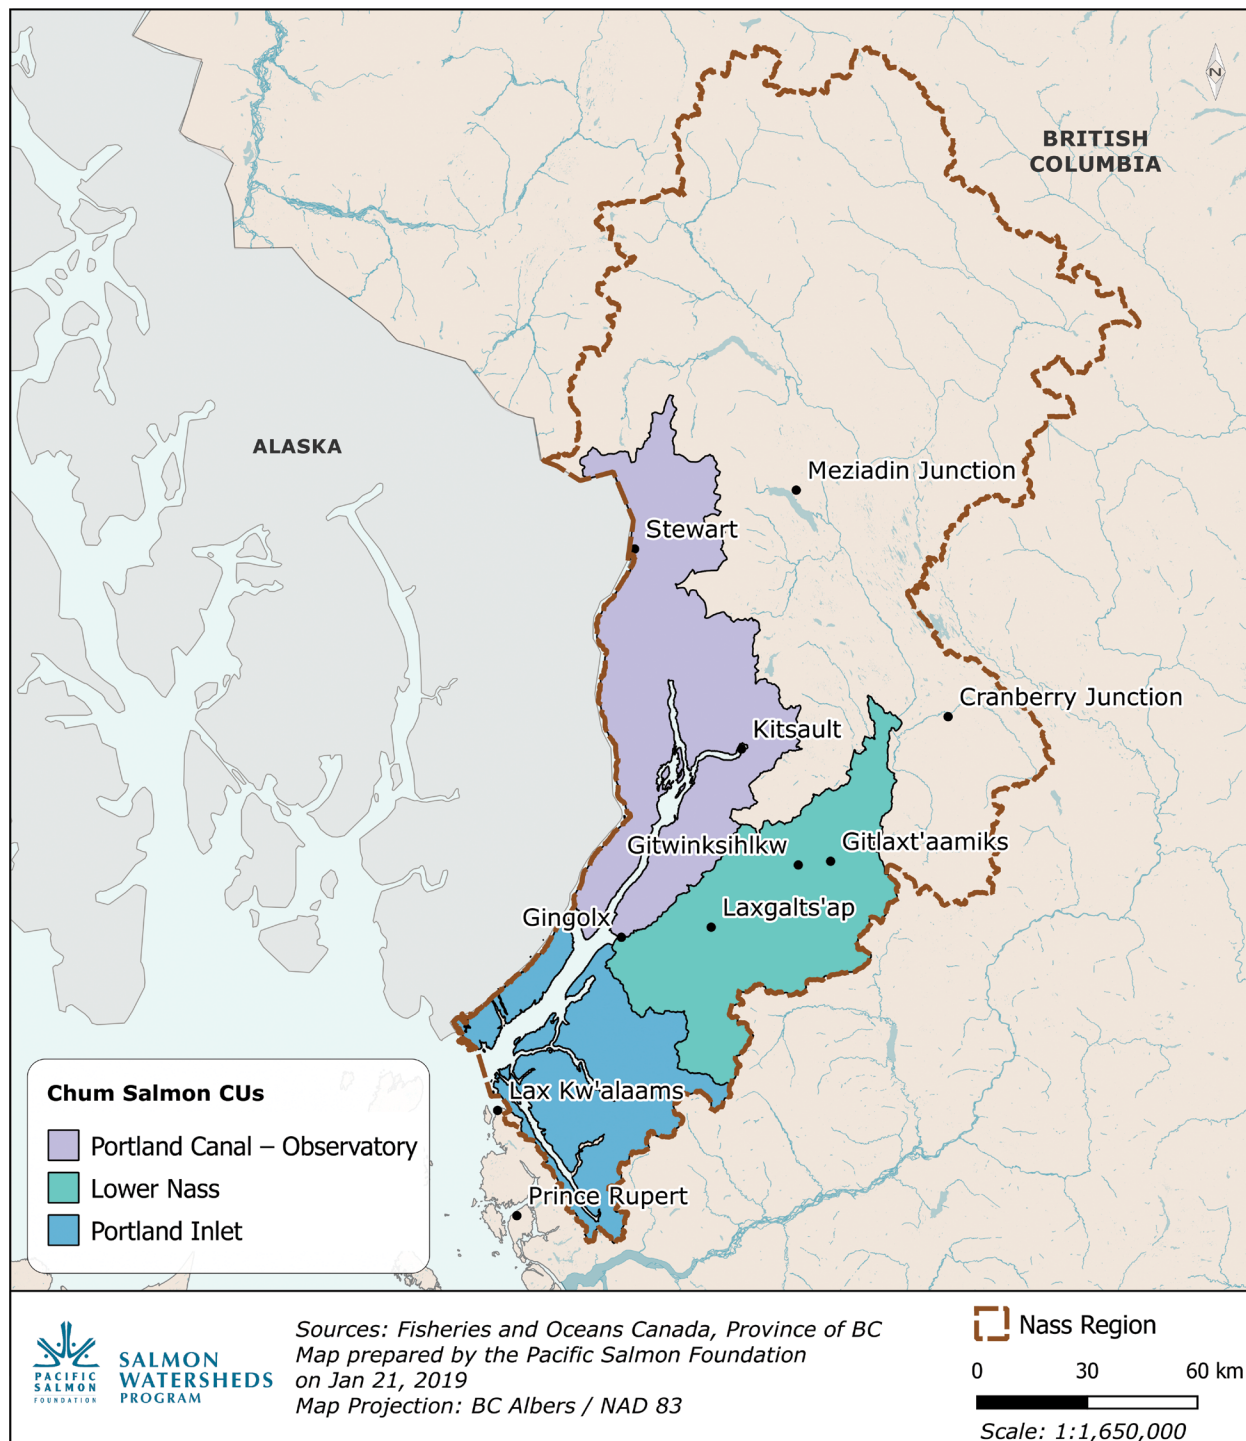 BRITISH
COLUMBIA
ALASKA
Meziadin Junction
Stewart
Cranberry Junction
Kitsault
Gitwinksihlkw
Gitlaxt'aamiks
Laxgalts'ap
Gingolx
Lax Kw'alaams
Prince Rupert
N
Chum Salmon CUs
Portland Canal – Observatory
Lower Nass
Portland Inlet
PACIFIC
SALMON
FOUNDATION
SALMON
WATERSHEDS
PROGRAM
Sources: Fisheries and Oceans Canada, Province of BC
Map prepared by the Pacific Salmon Foundation
on Jan 21, 2019
Map Projection: BC Albers / NAD 83
Nass Region
0 30 60 km
Scale: 1:1,650,000